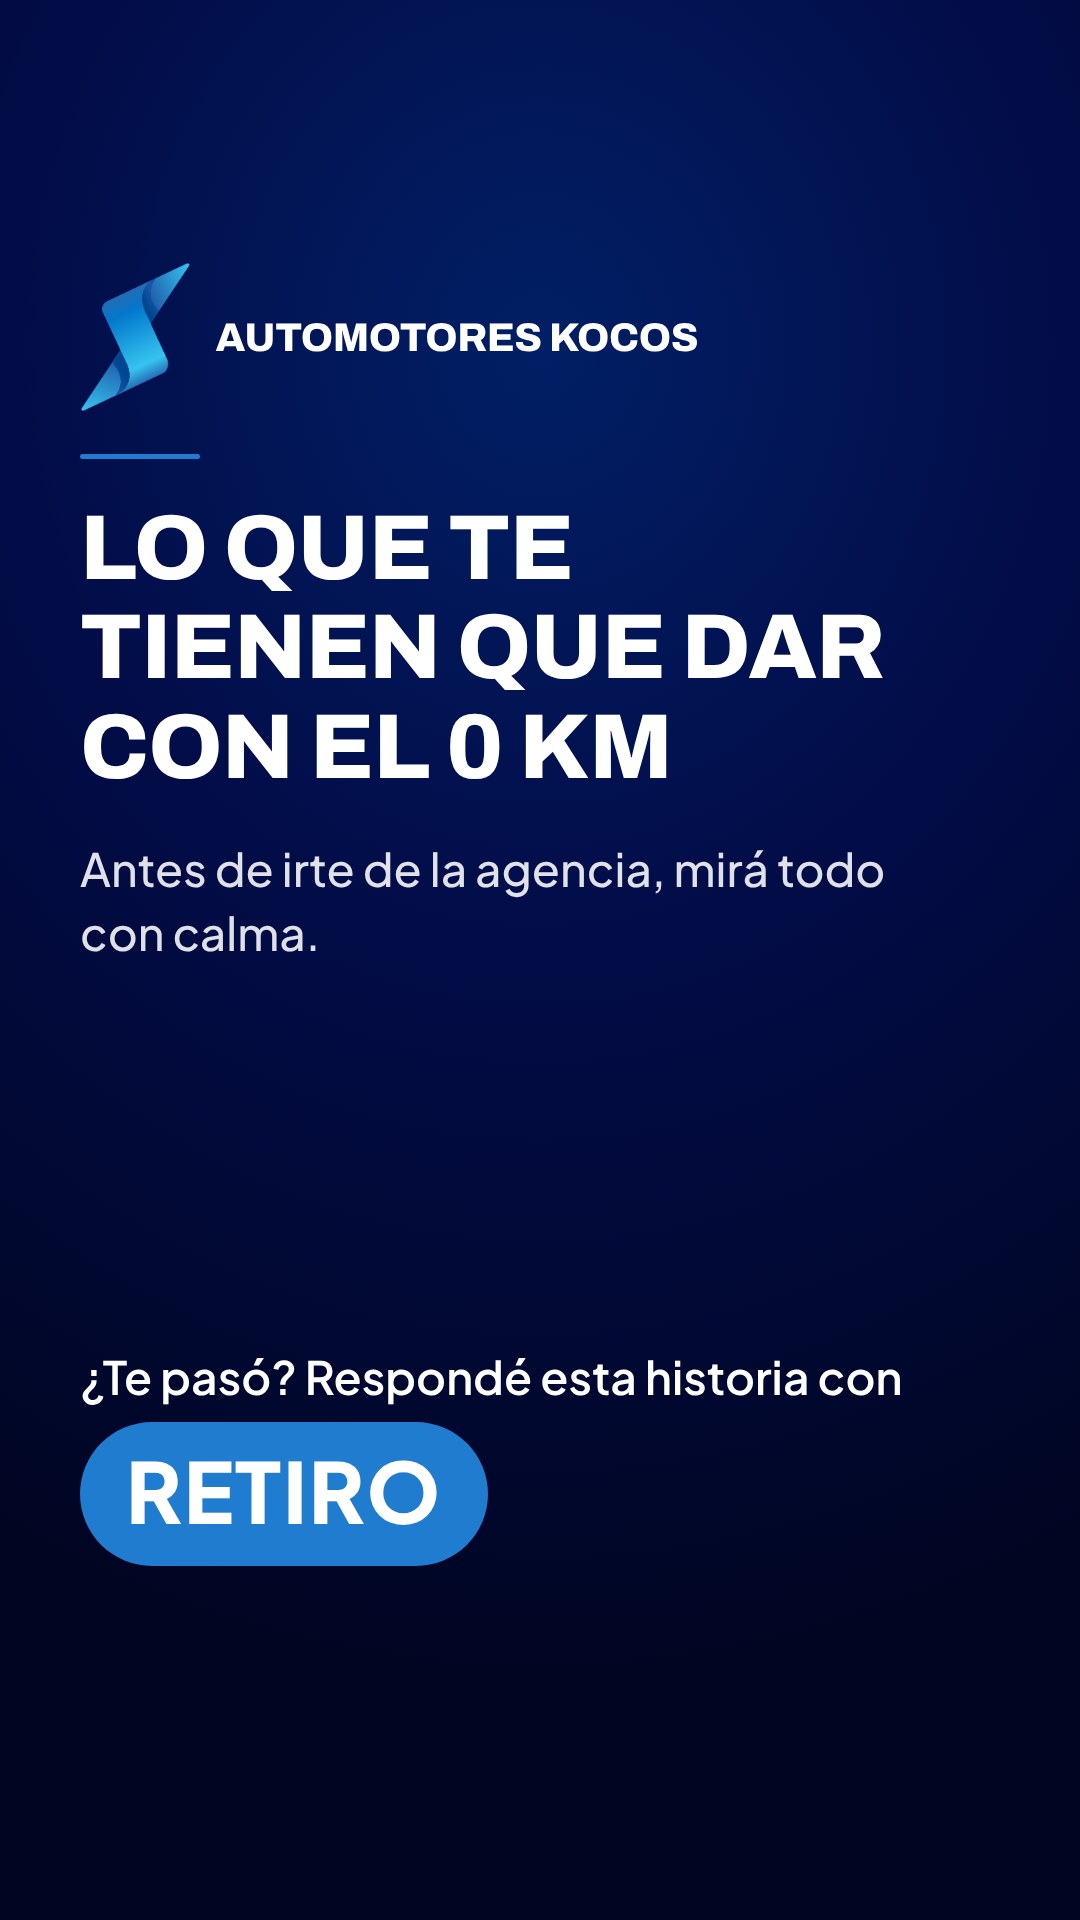 AUTOMOTORES KOCOS
LO QUE TE
TIENEN QUE DAR
CON EL 0 KM
Antes de irte de la agencia, mirá todo
con calma.
¿Te pasó? Respondé esta historia con
RETIRO